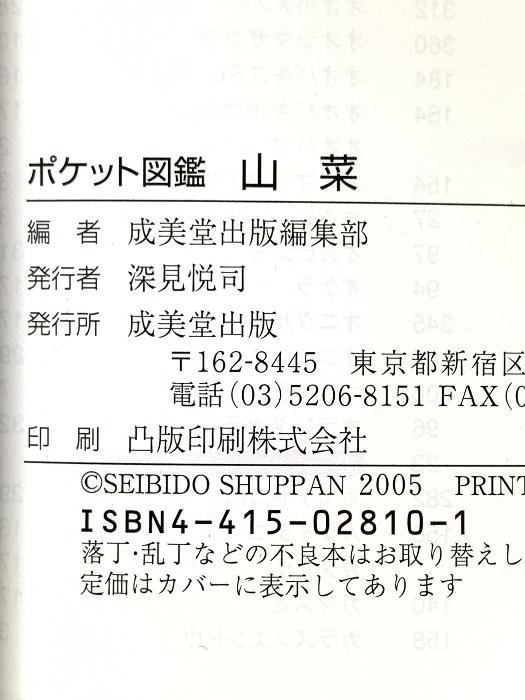 ポケット図鑑 山 菜
編 者 成美堂出版編集部
発行者 深見悦司
発行所 成美堂出版
〒162-8445 東京都新宿区
電話(03)5206-8151 FAX(0
印 刷 凸版印刷株式会社
©SEIBIDO SHUPPAN 2005 PRINT
ISBN4-415-02810-1
落丁・乱丁などの不良本はお取り替えし
定価はカバーに表示してあります